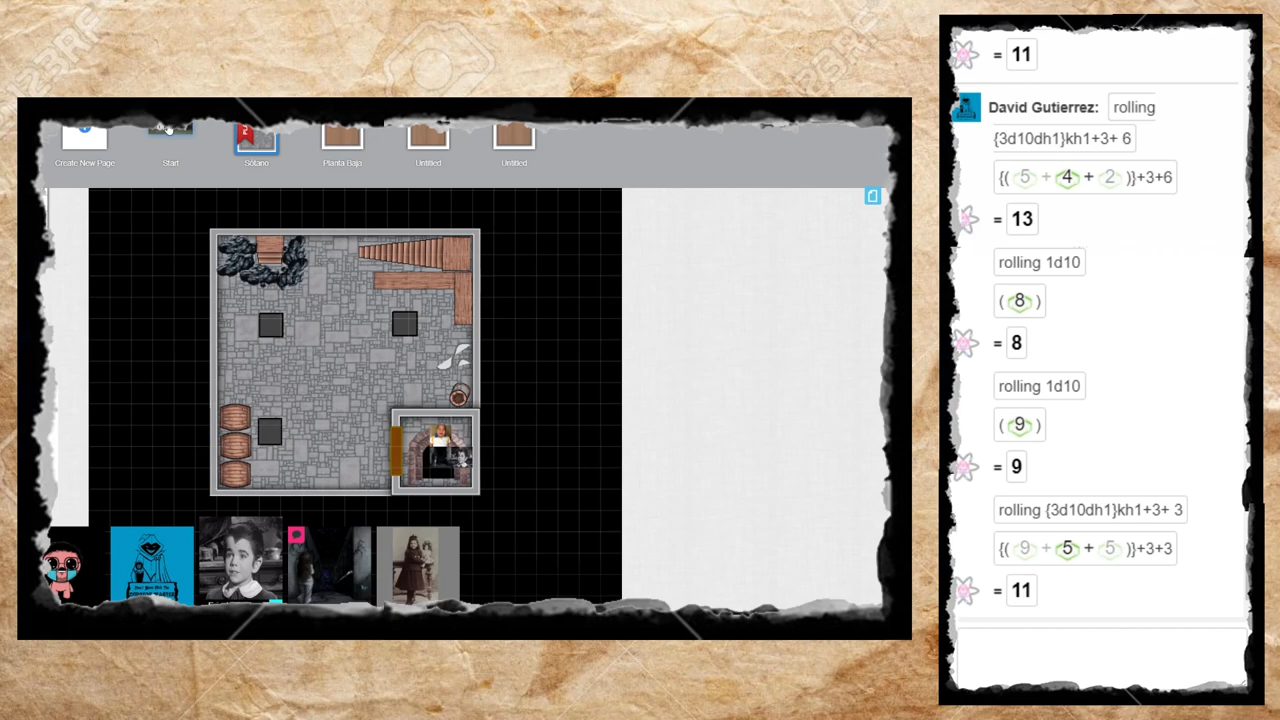 Create New Page
Start
Sótano
Planta Baja
Untitled
Untitled
= 11
David Gutierrez: rolling
{3d10dh1}kh1+3+ 6
{( 5 + 4 + 2 )}+3+6
= 13
rolling 1d10
( 8 )
= 8
rolling 1d10
( 9 )
= 9
rolling {3d10dh1}kh1+3+ 3
{( 9 + 5 + 5 )}+3+3
= 11
123RF
123RF